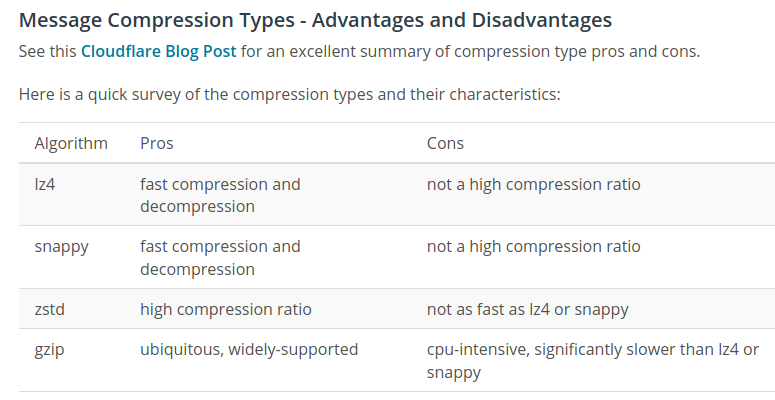 Message Compression Types - Advantages and Disadvantages
See this Cloudflare Blog Post for an excellent summary of compression type pros and cons.
Here is a quick survey of the compression types and their characteristics:
Algorithm Pros Cons
lz4 fast compression and decompression not a high compression ratio
snappy fast compression and decompression not a high compression ratio
zstd high compression ratio not as fast as lz4 or snappy
gzip ubiquitous, widely-supported cpu-intensive, significantly slower than lz4 or snappy